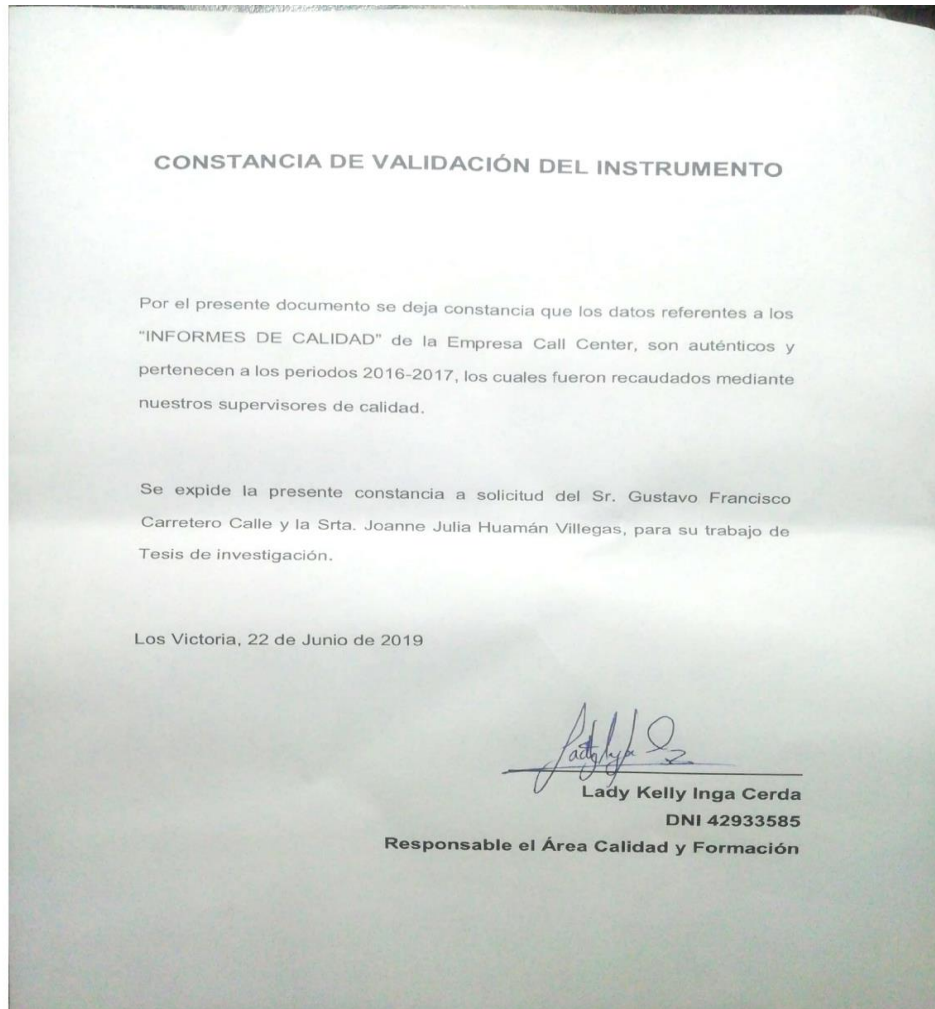 CONSTANCIA DE VALIDACIÓN DEL INSTRUMENTO
Por el presente documento se deja constancia que los datos referentes a los
"INFORMES DE CALIDAD" de la Empresa Call Center, son auténticos y
pertenecen a los periodos 2016-2017, los cuales fueron recaudados mediante
nuestros supervisores de calidad.
Se expide la presente constancia a solicitud del Sr. Gustavo Francisco
Carretero Calle y la Srta. Joanne Julia Huamán Villegas, para su trabajo de
Tesis de investigación.
Los Victoria, 22 de Junio de 2019
Lady Kelly Inga Cerda
DNI 42933585
Responsable el Área Calidad y Formación